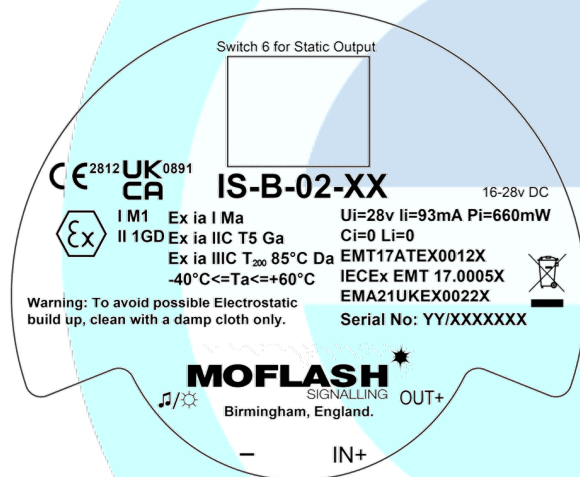 Switch 6 for Static Output
CE 2812 UK CA 0891
IS-B-02-XX
16-28v DC
Ex
I M1
II 1GD
Ex ia I Ma
Ex ia IIC T5 Ga
Ex ia IIIC T₂₀₀ 85°C Da
-40°C<=Ta<=+60°C
Ui=28v Ii=93mA Pi=660mW
Ci=0 Li=0
EMT17ATEX0012X
IECEx EMT 17.0005X
EMA21UKEX0022X
Serial No: YY/XXXXXXX
Warning: To avoid possible Electrostatic
build up, clean with a damp cloth only.
MOFLASH
SIGNALLING
Birmingham, England.
♫/☼
OUT+
− IN+